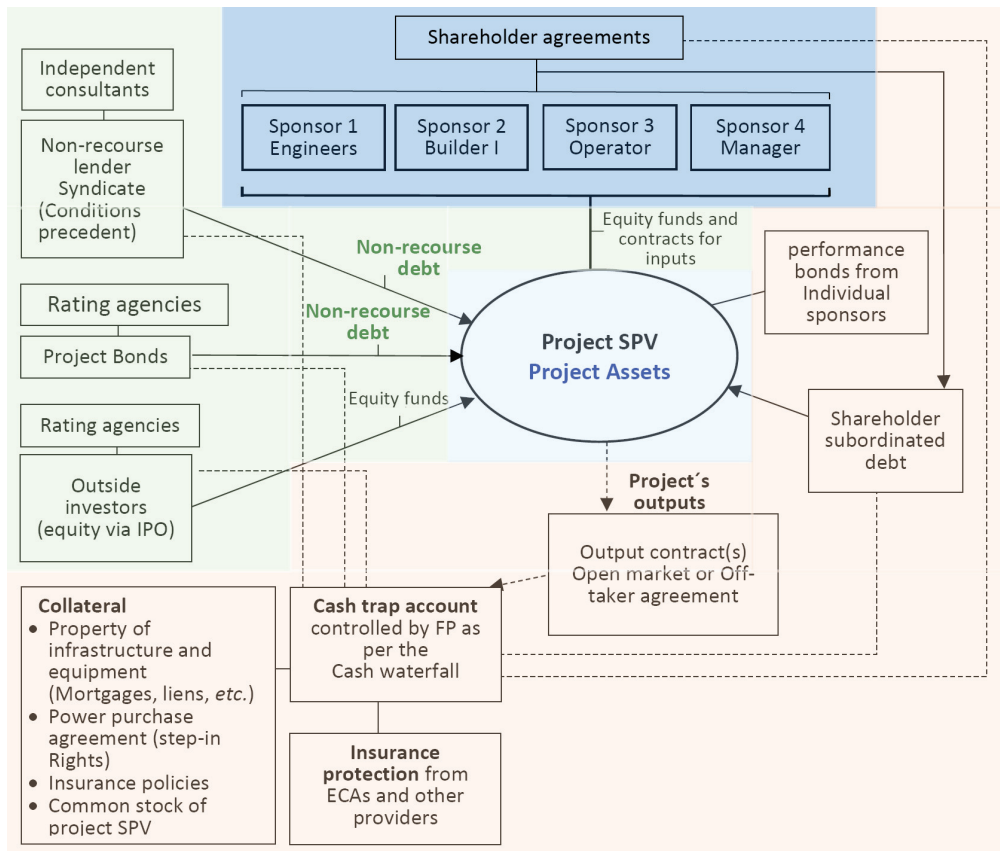 Shareholder agreements
Independent
consultants
Sponsor 1
Engineers
Sponsor 2
Builder I
Sponsor 3
Operator
Sponsor 4
Manager
Non-recourse
lender
Syndicate
(Conditions
precedent)
Equity funds and
contracts for
inputs
Non-recourse
debt
performance
bonds from
Individual
sponsors
Rating agencies
Non-recourse
debt
Project Bonds
Project SPV
Project Assets
Equity funds
Rating agencies
Shareholder
subordinated
debt
Outside
investors
(equity via IPO)
Project´s
outputs
Output contract(s)
Open market or Off-
taker agreement
Collateral
• Property of
infrastructure and
equipment
(Mortgages, liens, etc.)
• Power purchase
agreement (step-in
Rights)
• Insurance policies
• Common stock of
project SPV
Cash trap account
controlled by FP as
per the
Cash waterfall
Insurance
protection from
ECAs and other
providers